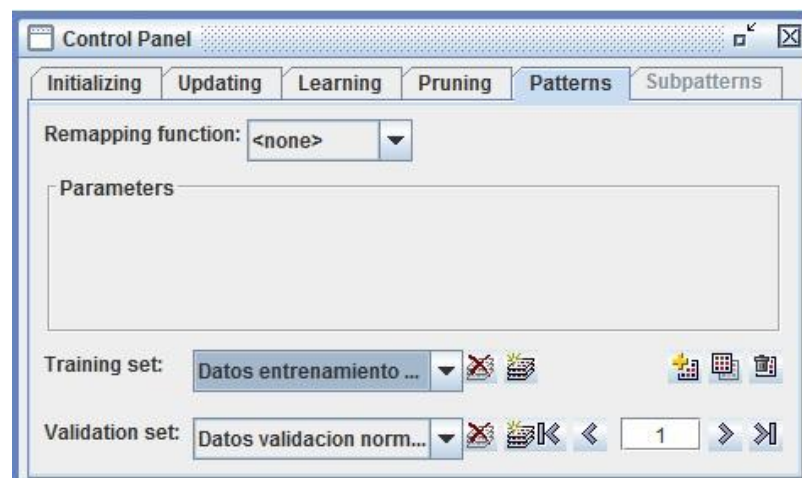 Control Panel
Initializing Updating Learning Pruning Patterns Subpatterns
Remapping function: <none>
Parameters
Training set: Datos entrenamiento ...
Validation set: Datos validacion norm... 1